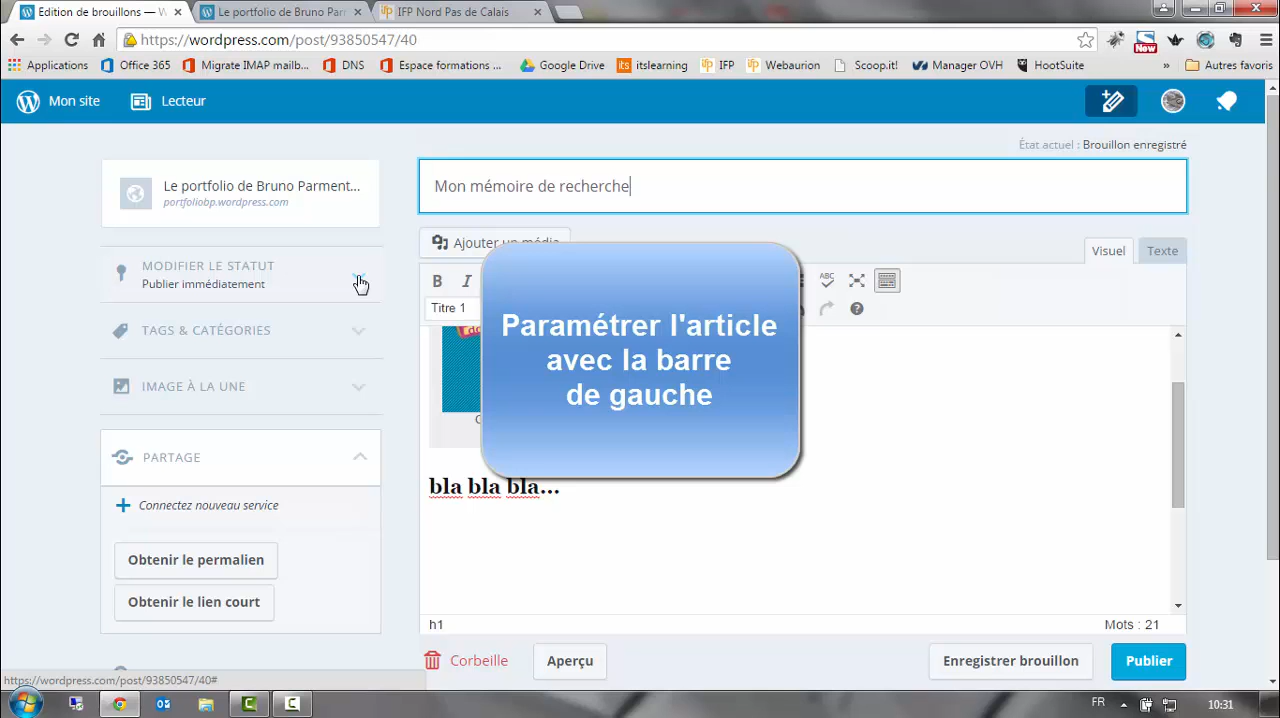 Édition de brouillons — W
Le portfolio de Bruno Parm
IFP Nord Pas de Calais
https://wordpress.com/post/93850547/40
Applications
Office 365
Migrate IMAP mailb...
DNS
Espace formations ...
Google Drive
its
itslearning
IFP
Webaurion
Scoop.it!
Manager OVH
HootSuite
»
Autres favoris
New
Mon site
Lecteur
État actuel : Brouillon enregistré
Le portfolio de Bruno Parment...
portfoliobp.wordpress.com
Mon mémoire de recherche
MODIFIER LE STATUT
Publier immédiatement
TAGS & CATÉGORIES
IMAGE À LA UNE
PARTAGE
Connectez nouveau service
Obtenir le permalien
Obtenir le lien court
Ajouter un média
Visuel
Texte
B I
ABC
Titre 1
Paramétrer l'article
avec la barre
de gauche
bla bla bla...
h1
Mots : 21
Corbeille
Aperçu
Enregistrer brouillon
Publier
https://wordpress.com/post/93850547/40#
FR
10:31